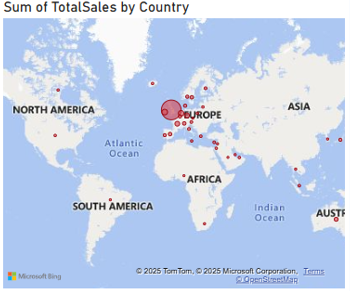 Sum of TotalSales by Country
NORTH AMERICA
EUROPE
ASIA
Atlantic
Ocean
AFRICA
SOUTH AMERICA
Indian
Ocean
AUSTR
Microsoft Bing
© 2025 TomTom, © 2025 Microsoft Corporation, Terms
© OpenStreetMap